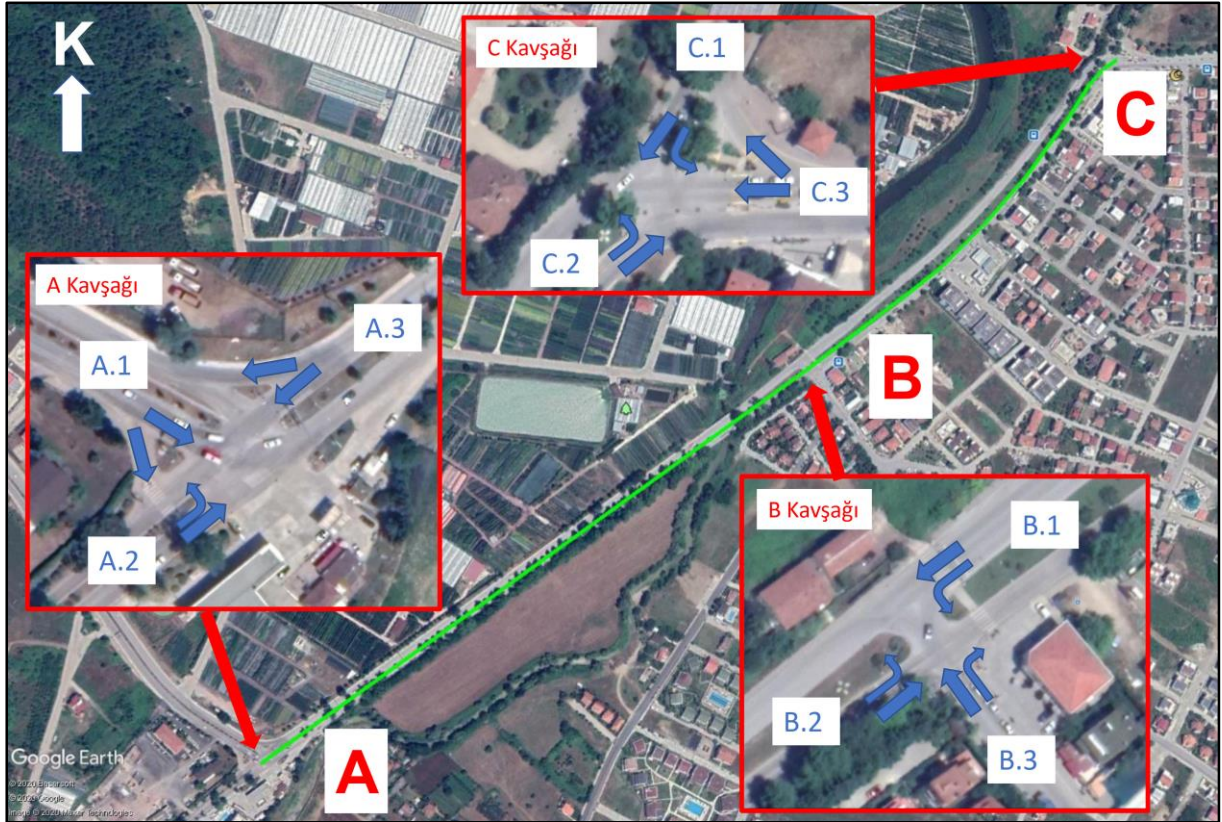 K
C Kavşağı
C.1
C.3
C.2
C
A Kavşağı
A.1
A.3
A.2
B
B Kavşağı
B.1
B.2
B.3
A
Google Earth
© 2020 Google